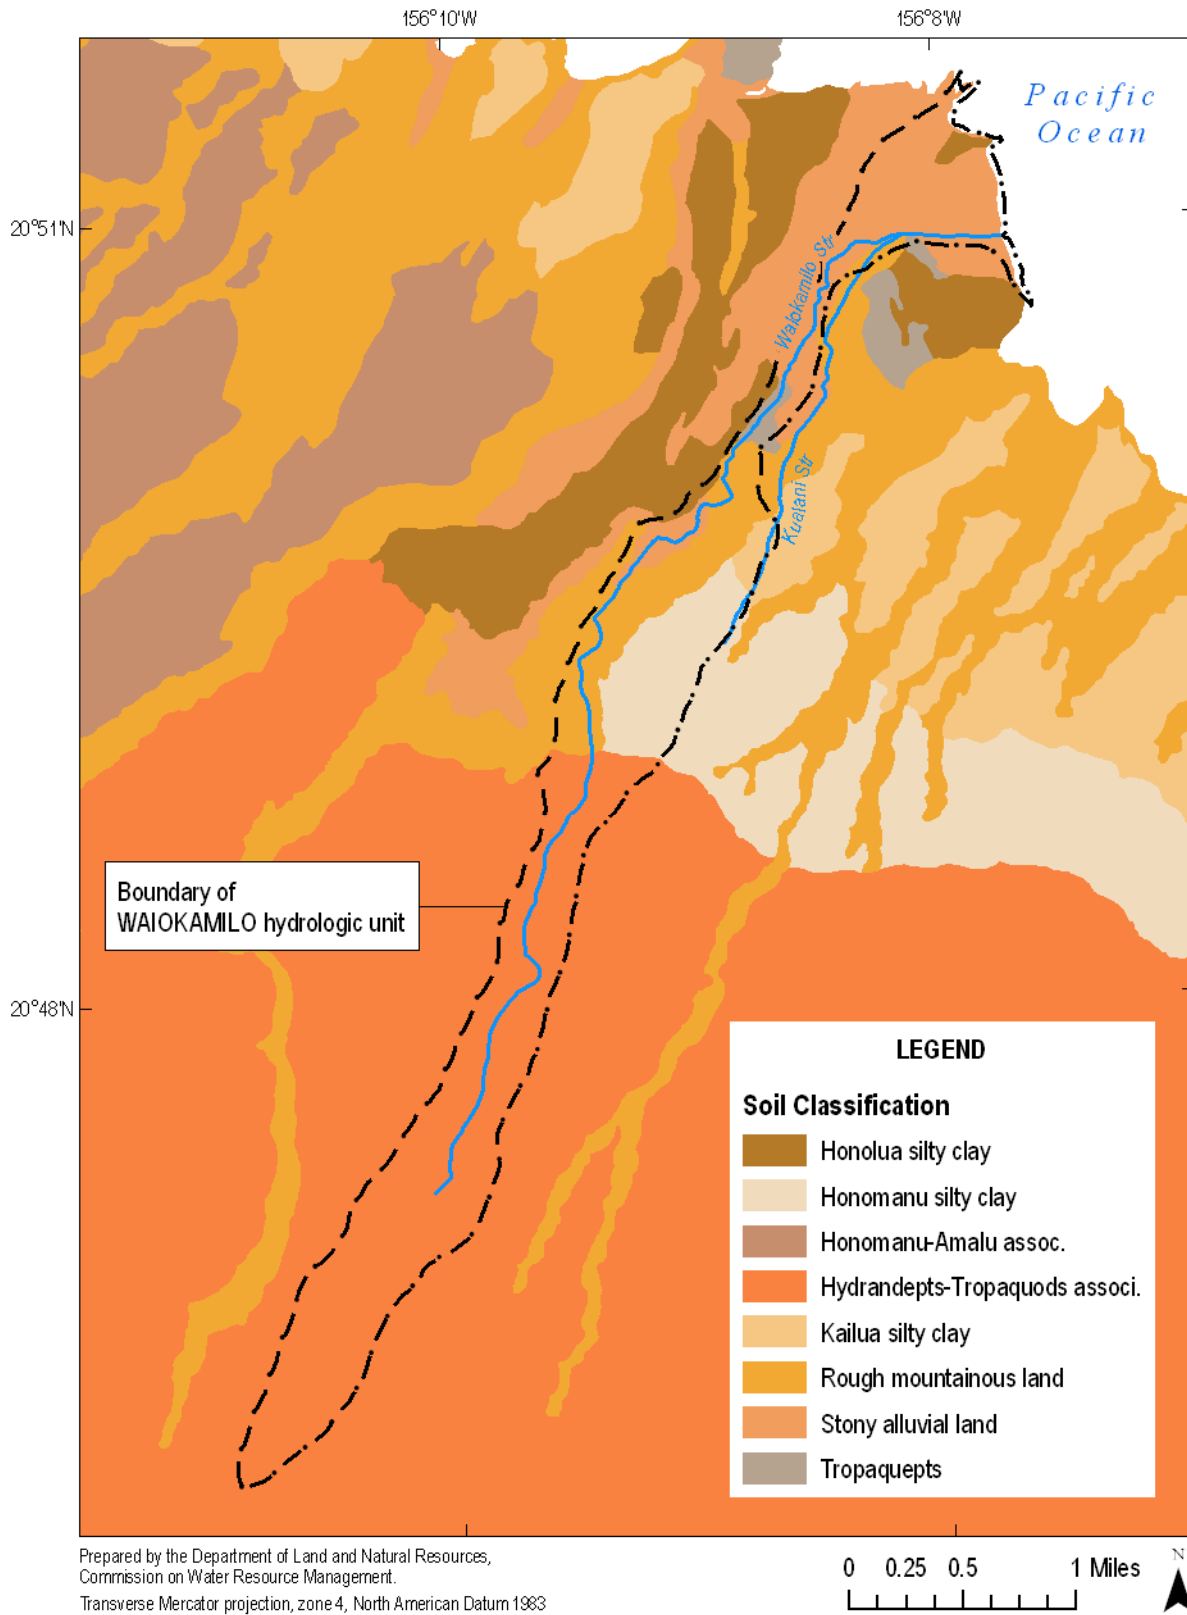 156°10'W
156°8'W
Pacific
Ocean
20°51'N
Waiokamilo Str
Kualani Str
Boundary of
WAIOKAMILO hydrologic unit
20°48'N
LEGEND
Soil Classification
Honolua silty clay
Honomanu silty clay
Honomanu-Amalu assoc.
Hydrandepts-Tropaquods associ.
Kailua silty clay
Rough mountainous land
Stony alluvial land
Tropaquepts
Prepared by the Department of Land and Natural Resources,
Commission on Water Resource Management.
Transverse Mercator projection, zone 4, North American Datum 1983
0 0.25 0.5 1 Miles
N